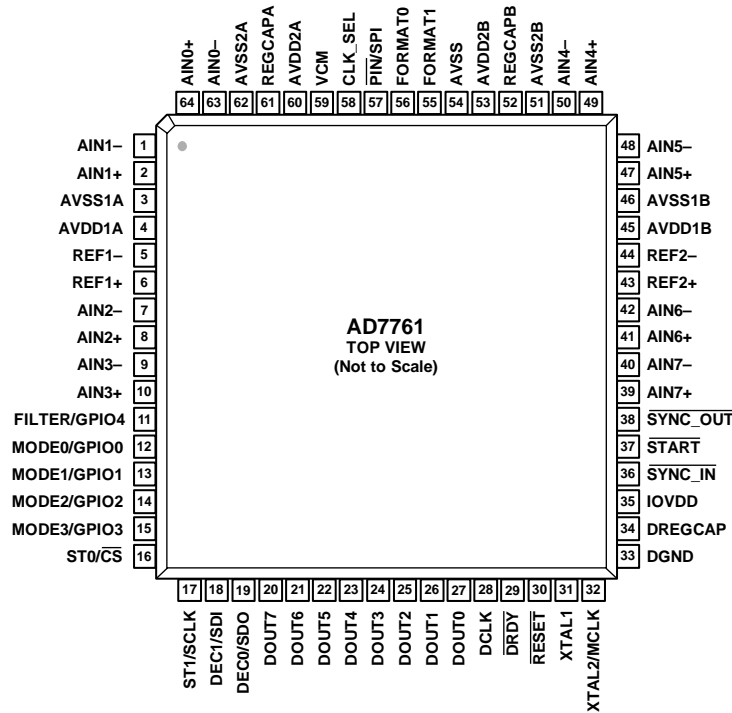 AIN0+
AIN0–
AVSS2A
REGCAPA
AVDD2A
VCM
CLK_SEL
PIN/SPI
FORMAT0
FORMAT1
AVSS
AVDD2B
REGCAPB
AVSS2B
AIN4–
AIN4+
64 63 62 61 60 59 58 57 56 55 54 53 52 51 50 49
AIN1– 1
AIN1+ 2
AVSS1A 3
AVDD1A 4
REF1– 5
REF1+ 6
AIN2– 7
AIN2+ 8
AIN3– 9
AIN3+ 10
FILTER/GPIO4 11
MODE0/GPIO0 12
MODE1/GPIO1 13
MODE2/GPIO2 14
MODE3/GPIO3 15
ST0/CS 16
AD7761
TOP VIEW
(Not to Scale)
48 AIN5–
47 AIN5+
46 AVSS1B
45 AVDD1B
44 REF2–
43 REF2+
42 AIN6–
41 AIN6+
40 AIN7–
39 AIN7+
38 SYNC_OUT
37 START
36 SYNC_IN
35 IOVDD
34 DREGCAP
33 DGND
17 18 19 20 21 22 23 24 25 26 27 28 29 30 31 32
ST1/SCLK
DEC1/SDI
DEC0/SDO
DOUT7
DOUT6
DOUT5
DOUT4
DOUT3
DOUT2
DOUT1
DOUT0
DCLK
DRDY
RESET
XTAL1
XTAL2/MCLK